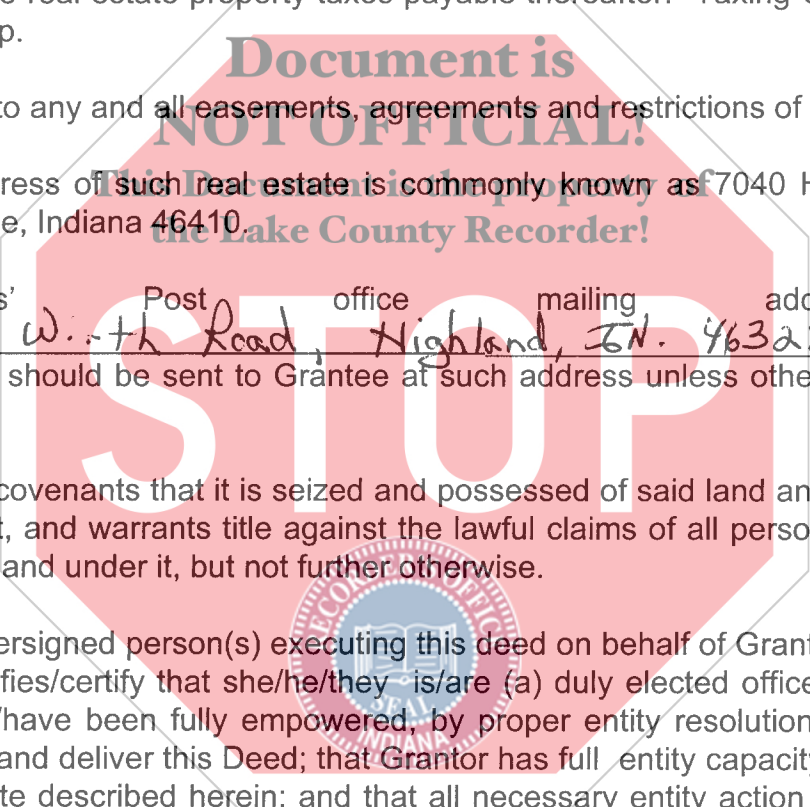 real estate property taxes payable thereafter. Taxing
p.
Document is
to any and all easements, agreements and restrictions of
NOT OFFICIAL!
ress of such real estate is commonly known as 7040 H
This Document is the property of
e, Indiana 46410.
the Lake County Recorder!
s' Post office mailing add
Wirth Road, Highland, IN. 4632
should be sent to Grantee at such address unless othe
STOP
covenants that it is seized and possessed of said land an
t, and warrants title against the lawful claims of all perso
and under it, but not further otherwise.
ersigned person(s) executing this deed on behalf of Grant
fies/certify that she/he/they is/are (a) duly elected office
/have been fully empowered, by proper entity resolution
and deliver this Deed; that Grantor has full entity capacity
te described herein; and that all necessary entity action
RECORDER OFFICE
SEAL
INDIANA